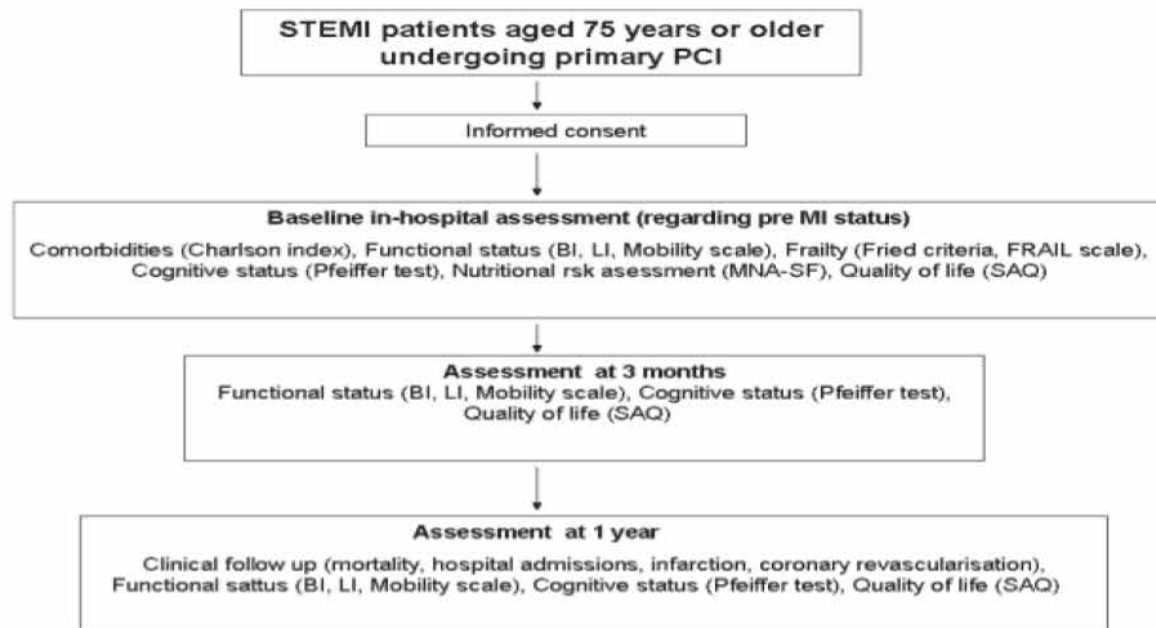 STEMI patients aged 75 years or older
undergoing primary PCI
Informed consent
Baseline in-hospital assessment (regarding pre MI status)
Comorbidities (Charlson index), Functional status (BI, LI, Mobility scale), Frailty (Fried criteria, FRAIL scale),
Cognitive status (Pfeiffer test), Nutritional rsk asessment (MNA-SF), Quality of life (SAQ)
Assessment at 3 months
Functional status (BI, LI, Mobility scale), Cognitive status (Pfeiffer test),
Quality of life (SAQ)
Assessment at 1 year
Clinical follow up (mortality, hospital admissions, infarction, coronary revascularisation),
Functional sattus (BI, LI, Mobility scale), Cognitive status (Pfeiffer test), Quality of life (SAQ)